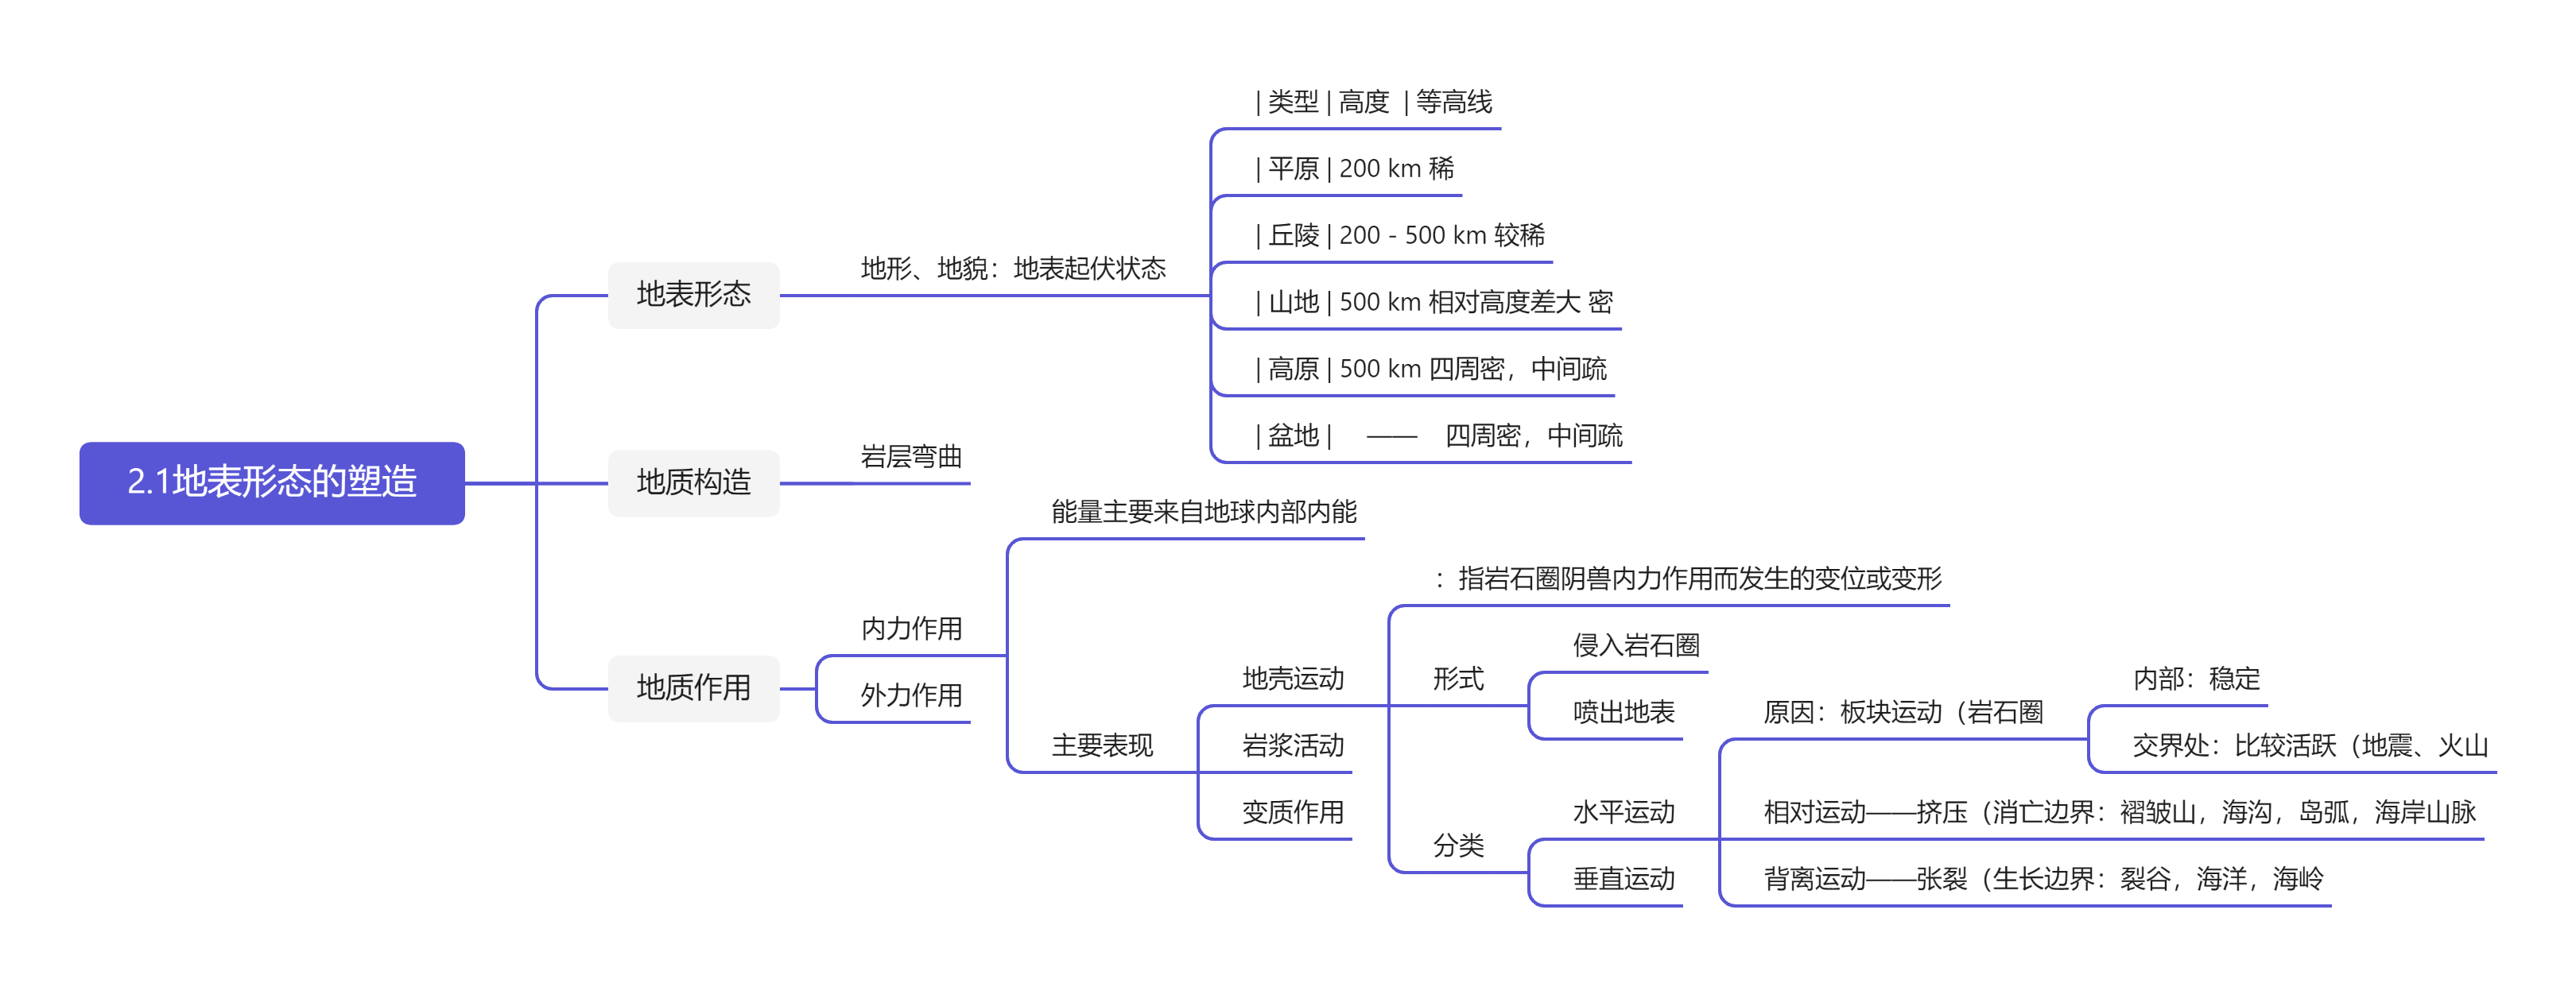 2.1地表形态的塑造
地表形态
地形、地貌：地表起伏状态
| 类型 | 高度 | 等高线
| 平原 | 200 km 稀
| 丘陵 | 200 - 500 km 较稀
| 山地 | 500 km 相对高度差大 密
| 高原 | 500 km 四周密，中间疏
| 盆地 | —— 四周密，中间疏
地质构造
岩层弯曲
地质作用
内力作用
能量主要来自地球内部内能
主要表现
地壳运动
：指岩石圈阴兽内力作用而发生的变位或变形
形式
侵入岩石圈
喷出地表
分类
水平运动
原因：板块运动（岩石圈
内部：稳定
交界处：比较活跃（地震、火山
相对运动——挤压（消亡边界：褶皱山，海沟，岛弧，海岸山脉
背离运动——张裂（生长边界：裂谷，海洋，海岭
垂直运动
岩浆活动
变质作用
外力作用